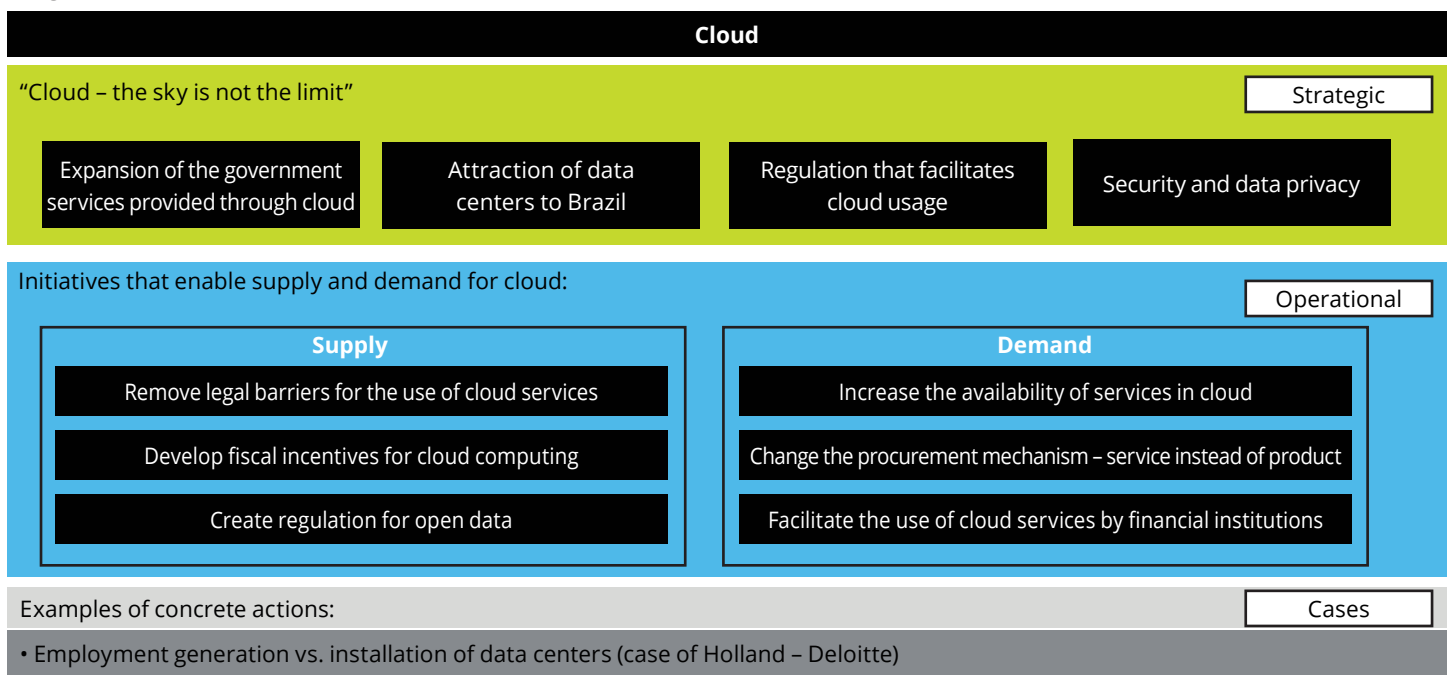 Cloud
“Cloud – the sky is not the limit”
Strategic
Expansion of the government
services provided through cloud
Attraction of data
centers to Brazil
Regulation that facilitates
cloud usage
Security and data privacy
Initiatives that enable supply and demand for cloud:
Operational
Supply
Remove legal barriers for the use of cloud services
Develop fiscal incentives for cloud computing
Create regulation for open data
Demand
Increase the availability of services in cloud
Change the procurement mechanism – service instead of product
Facilitate the use of cloud services by financial institutions
Examples of concrete actions:
Cases
• Employment generation vs. installation of data centers (case of Holland – Deloitte)